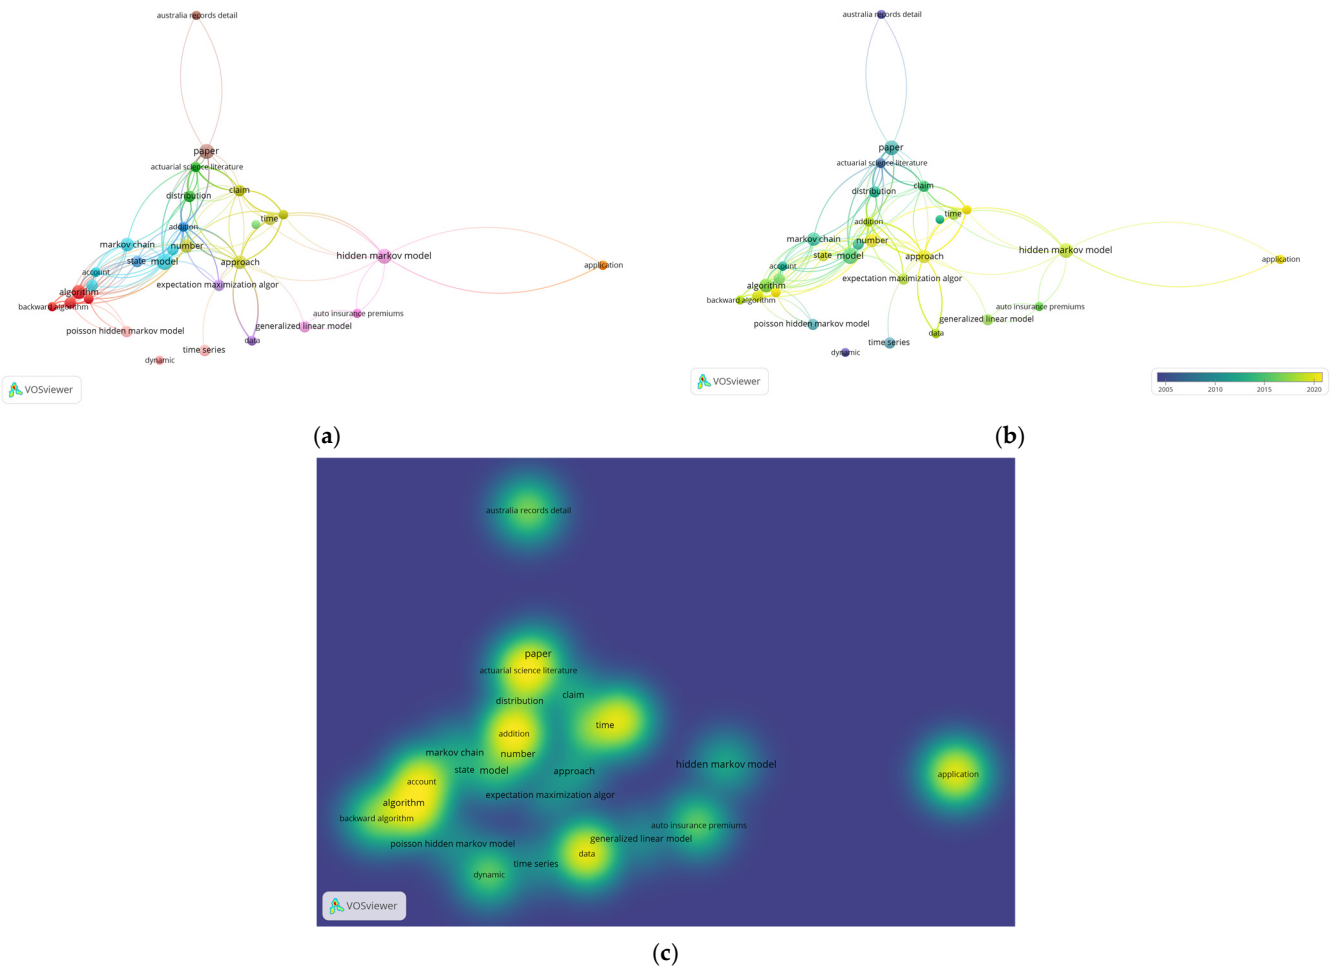 australia records detail
paper
actuarial science literature
claim
distribution
time
addition
markov chain
number
hidden markov model
state
model
approach
application
account
expectation maximization algor
algorithm
backward algorithm
auto insurance premiums
generalized linear model
poisson hidden markov model
data
time series
dynamic
VOSviewer
(a)
australia records detail
paper
actuarial science literature
claim
distribution
time
addition
markov chain
number
hidden markov model
state
model
approach
application
account
expectation maximization algor
algorithm
backward algorithm
auto insurance premiums
generalized linear model
poisson hidden markov model
data
time series
dynamic
VOSviewer
2005 2010 2015 2020
(b)
australia records detail
paper
actuarial science literature
claim
distribution
time
addition
markov chain
number
hidden markov model
state
model
approach
application
account
expectation maximization algor
algorithm
backward algorithm
auto insurance premiums
generalized linear model
poisson hidden markov model
data
time series
dynamic
VOSviewer
(c)